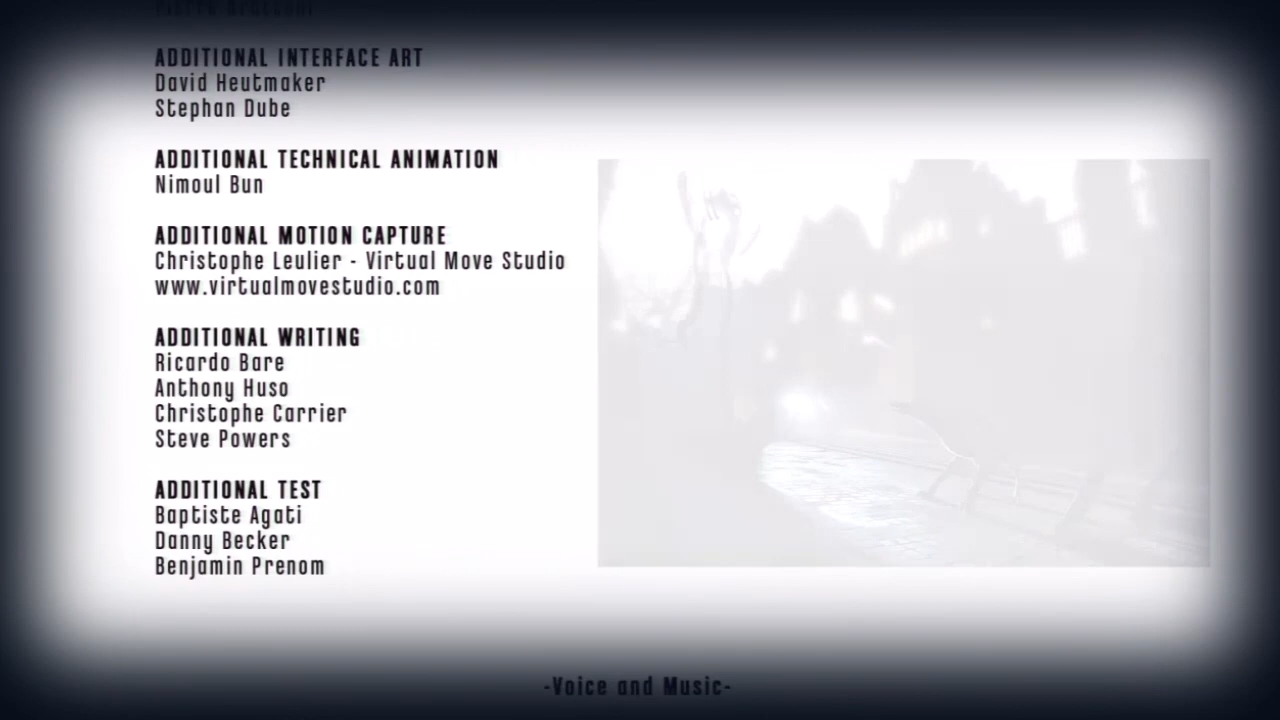 ADDITIONAL INTERFACE ART
David Heutmaker
Stephan Dube
ADDITIONAL TECHNICAL ANIMATION
Nimoul Bun
ADDITIONAL MOTION CAPTURE
Christophe Leulier - Virtual Move Studio
www.virtualmovestudio.com
ADDITIONAL WRITING
Ricardo Bare
Anthony Huso
Christophe Carrier
Steve Powers
ADDITIONAL TEST
Baptiste Agati
Danny Becker
Benjamin Prenom
-Voice and Music-